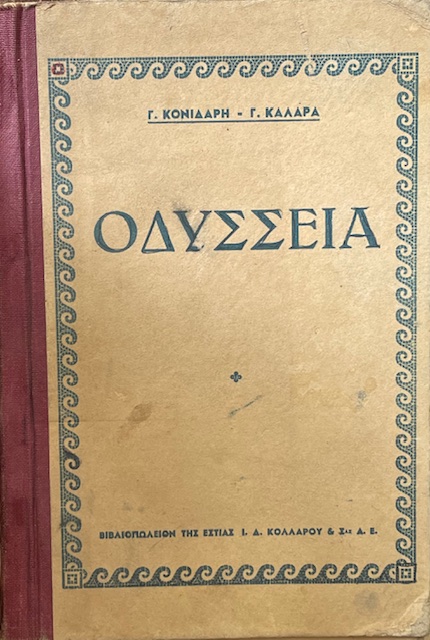 Γ. ΚΟΝΙΔΑΡΗ - Γ. ΚΑΛΑΡΑ
ΟΔΥΣΣΕΙΑ
ΒΙΒΛΙΟΠΩΛΕΙΟΝ ΤΗΣ ΕΣΤΙΑΣ Ι. Δ. ΚΟΛΛΑΡΟΥ & Σιας Α. Ε.